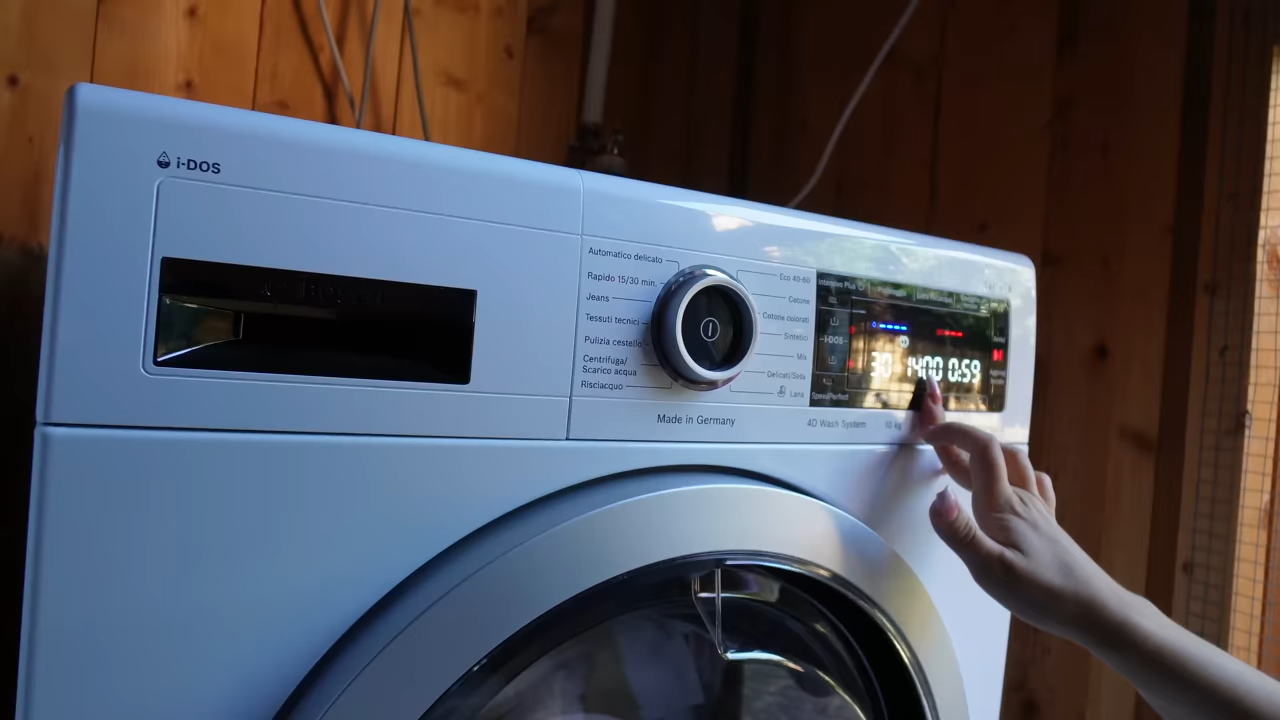 i-DOS
Automatico delicato
Rapido 15/30 min.
Jeans
Tessuti tecnici
Pulizia cestello
Centrifuga/
Scarico acqua
Risciacquo
Eco 40-60
Cotone
Cotone colorati
Sintetici
Mix
Delicati/Seta
Lana
Intensive Plus
i-DOS
30 1400 0:59
SpeedPerfect
Made in Germany
4D Wash System
10 kg